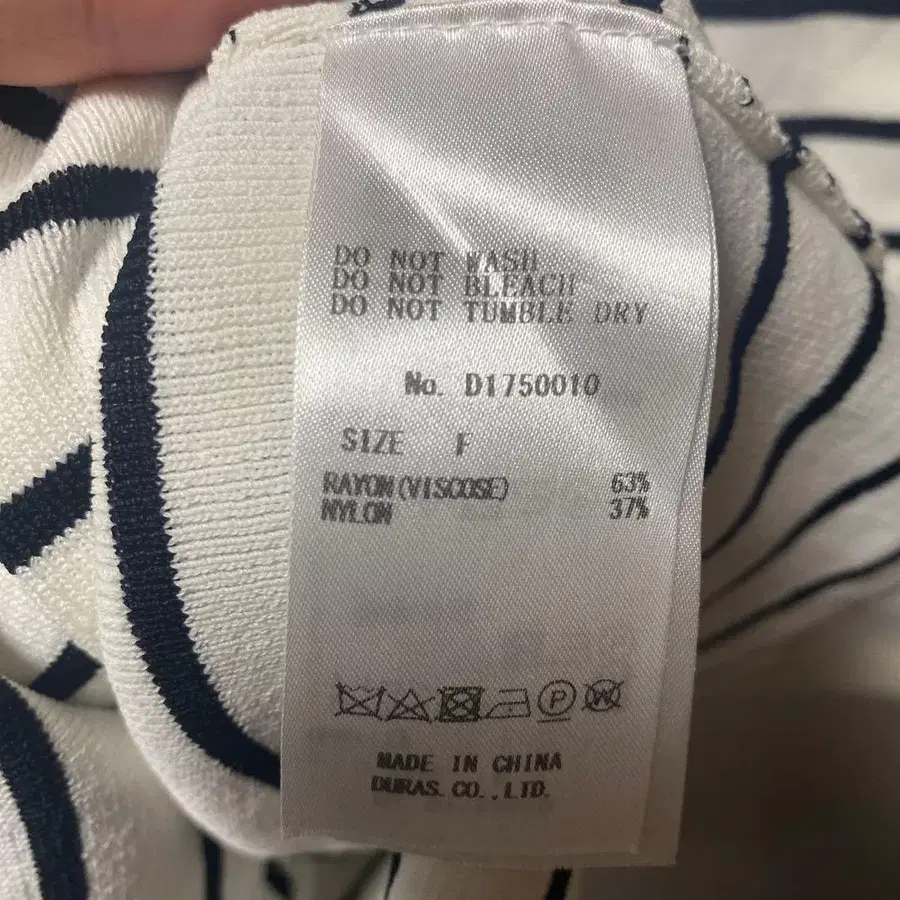 DO NOT WASH
DO NOT BLEACH
DO NOT TUMBLE DRY
No. D1750010
SIZE F
RAYON(VISCOSE) 63%
NYLON 37%
P W
MADE IN CHINA
DURAS.CO.,LTD.